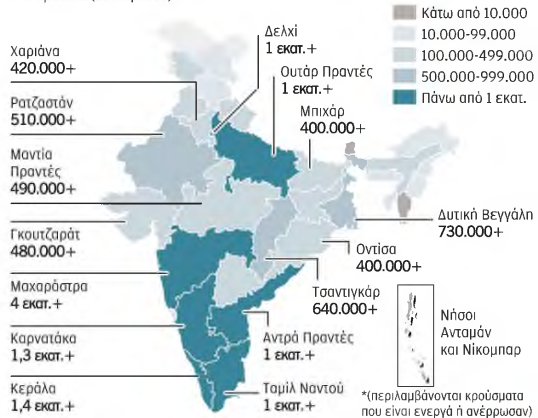 Κάτω από 10.000
10.000-99.000
100.000-499.000
500.000-999.000
Πάνω από 1 εκατ.
Δελχί
1 εκατ.+
Ουτάρ Πραντές
1 εκατ.+
Μπιχάρ
400.000+
Χαριάνα
420.000+
Ρατζαστάν
510.000+
Μαντία
Πραντές
490.000+
Γκουτζαράτ
480.000+
Μαχαράστρα
4 εκατ.+
Καρνατάκα
1,3 εκατ.+
Κεράλα
1,4 εκατ.+
Δυτική Βεγγάλη
730.000+
Οντίσα
400.000+
Τσαντιγκάρ
640.000+
Αντρά Πραντές
1 εκατ.+
Ταμίλ Ναντού
1 εκατ.+
Νήσοι
Ανταμάν
και Νίκομπαρ
*(περιλαμβάνονται κρούσματα
που είναι ενεργά ή ανέρρωσαν)